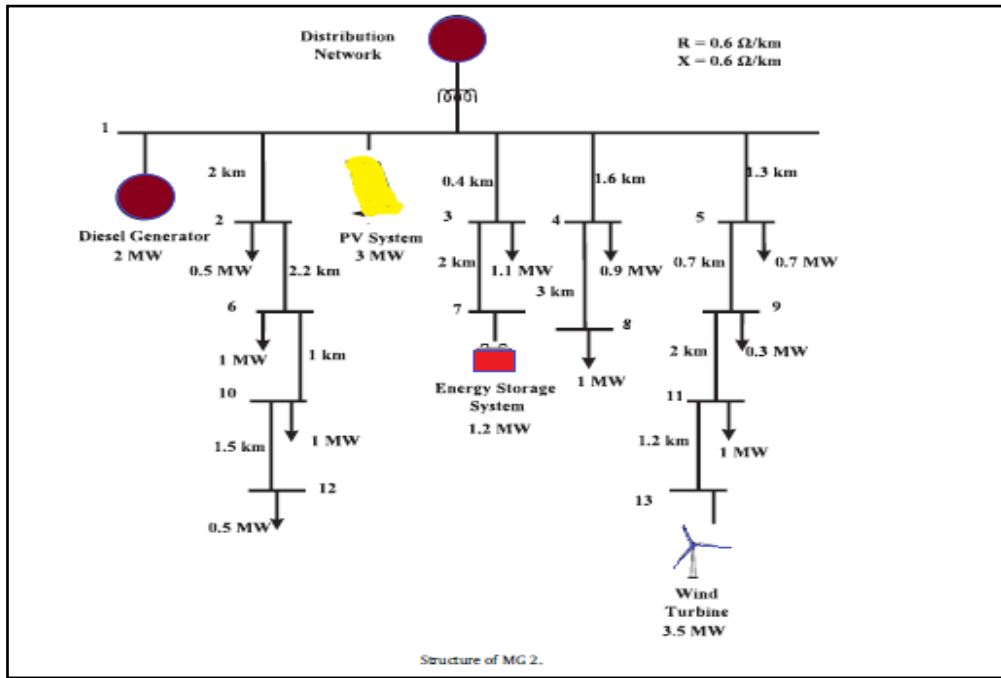 Distribution
Network
R = 0.6 Ω/km
X = 0.6 Ω/km
1
2 km
0.4 km
1.6 km
1.3 km
2
3
4
5
Diesel Generator
2 MW
PV System
3 MW
0.5 MW
2.2 km
2 km
1.1 MW
0.9 MW
0.7 km
0.7 MW
3 km
6
7
8
9
1 MW
1 km
2 km
0.3 MW
Energy Storage
System
1.2 MW
1 MW
10
11
1 MW
1.5 km
1.2 km
1 MW
12
13
0.5 MW
Wind
Turbine
3.5 MW
Structure of MG 2.